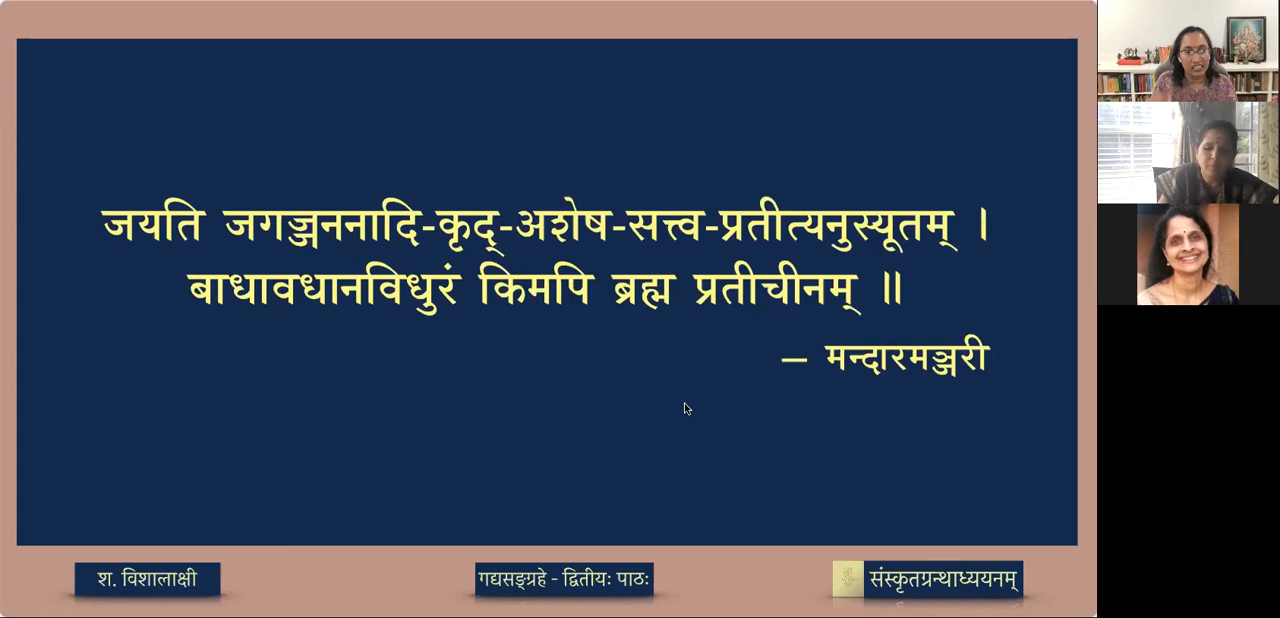 जयति जगज्जननादि-कृद्-अशेष-सत्त्व-प्रतीत्यनुस्यूतम् ।
बाधावधानविधुरं किमपि ब्रह्म प्रतीचीनम् ॥
— मन्दारमञ्जरी
श. विशालाक्षी
गद्यसङ्ग्रहे - द्वितीयः पाठः
संस्कृतग्रन्थाध्ययनम्